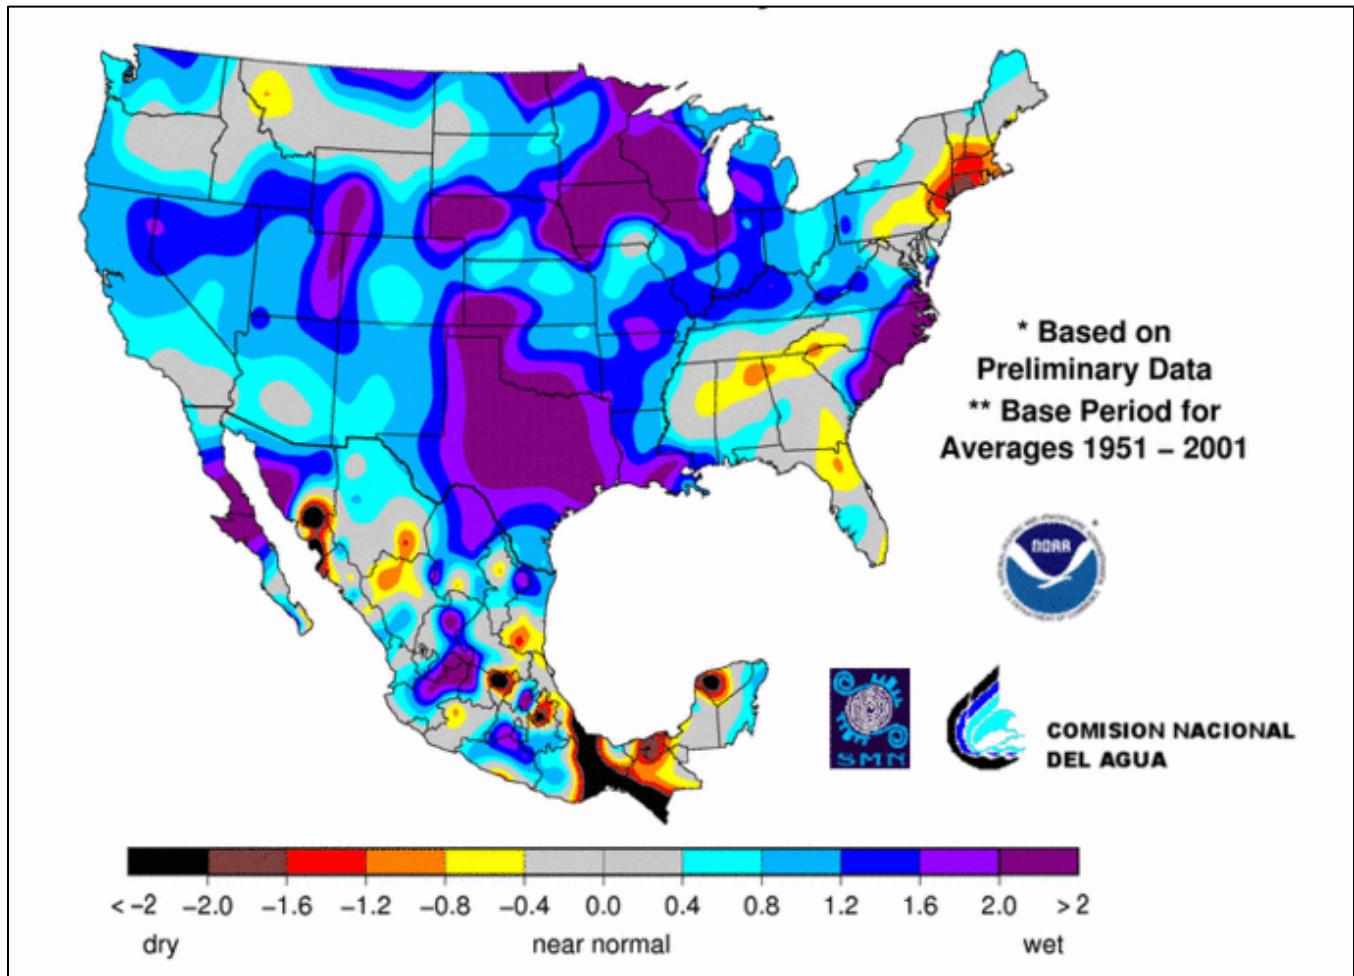 * Based on
Preliminary Data
** Base Period for
Averages 1951 – 2001
NOAA
SMN
COMISION NACIONAL
DEL AGUA
< −2 −2.0 −1.6 −1.2 −0.8 −0.4 0.0 0.4 0.8 1.2 1.6 2.0 > 2
dry near normal wet